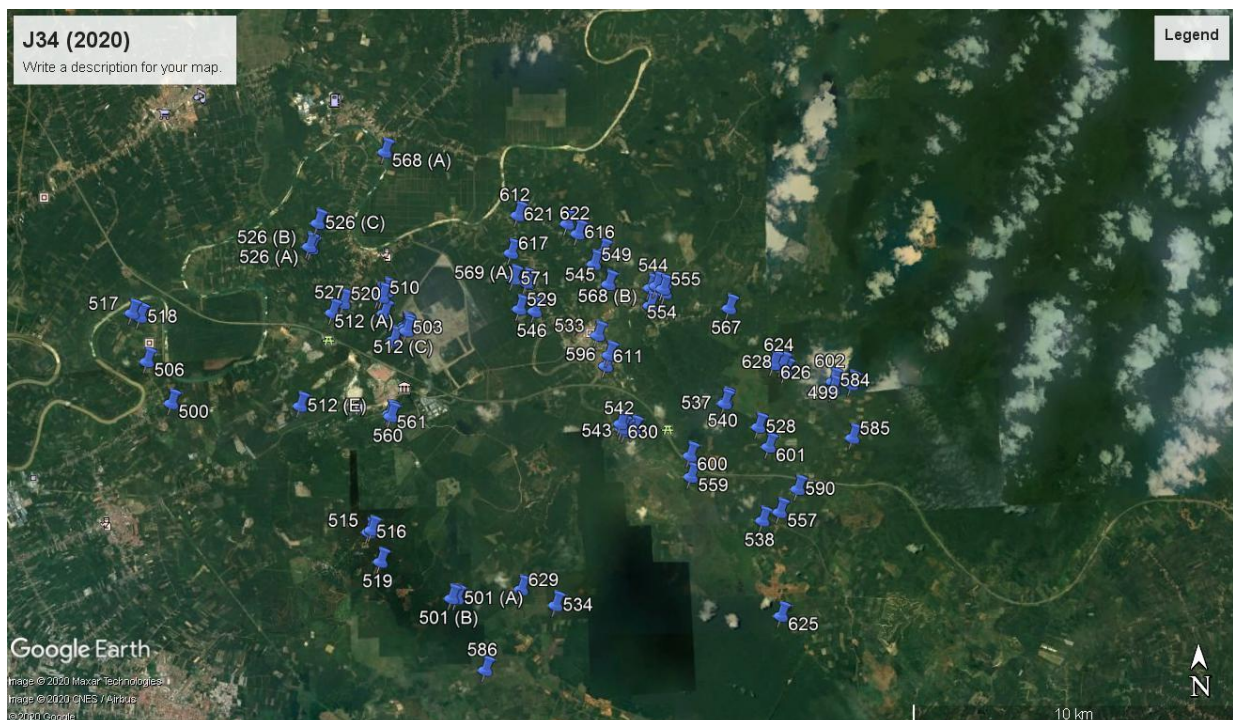 J34 (2020)
Write a description for your map.
Legend
568 (A)
612
621
622
526 (C)
616
526 (B)
617
549
526 (A)
569 (A)
571
545
544
555
510
527
520
568 (B)
517
518
512 (A)
529
554
567
503
546
533
512 (C)
596
611
624
506
628
602
626
584
499
500
537
512 (E)
540
561
542
528
560
543
630
585
601
600
559
590
515
557
516
538
519
629
501 (A)
534
501 (B)
625
586
Google Earth
Image © 2020 Maxar Technologies
Image © 2020 CNES / Airbus
© 2020 Google
N
10 km